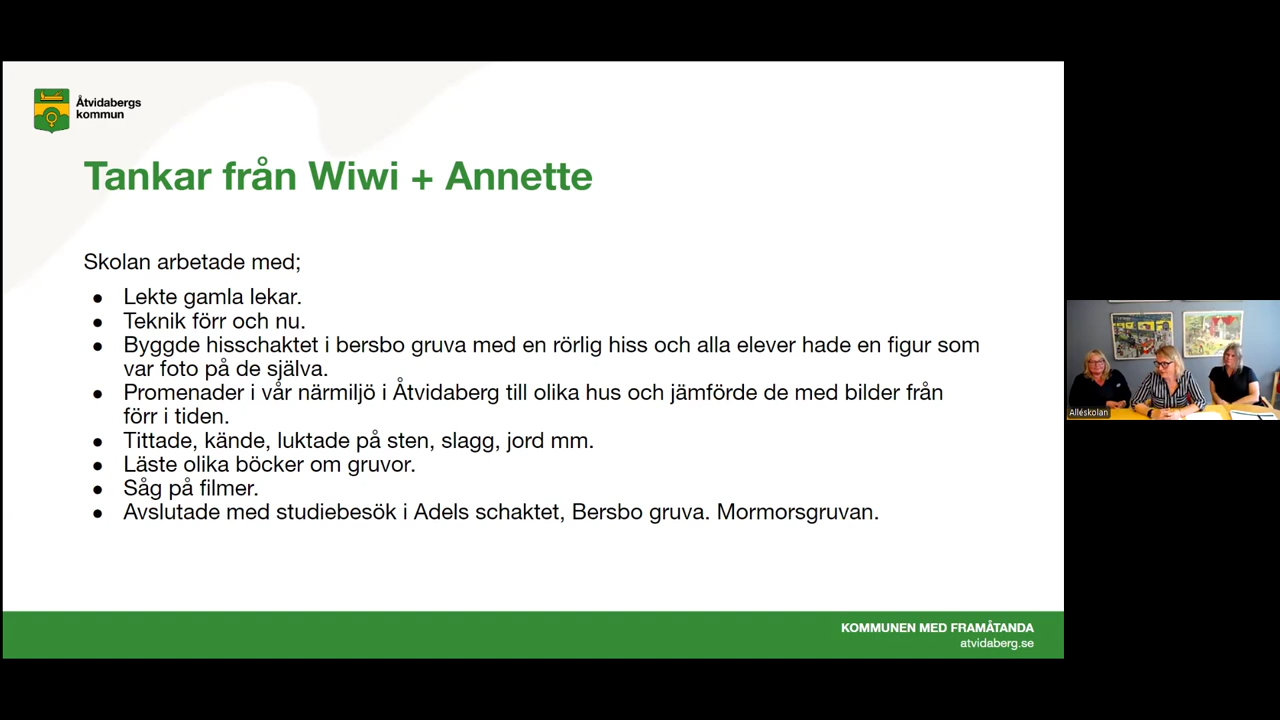 Åtvidabergs
kommun
Tankar från Wiwi + Annette
Skolan arbetade med;
● Lekte gamla lekar.
● Teknik förr och nu.
● Byggde hisschaktet i bersbo gruva med en rörlig hiss och alla elever hade en figur som
var foto på de själva.
● Promenader i vår närmiljö i Åtvidaberg till olika hus och jämförde de med bilder från
förr i tiden.
● Tittade, kände, luktade på sten, slagg, jord mm.
● Läste olika böcker om gruvor.
● Såg på filmer.
● Avslutade med studiebesök i Adels schaktet, Bersbo gruva. Mormorsgruvan.
KOMMUNEN MED FRAMÅTANDA
atvidaberg.se
Alléskolan